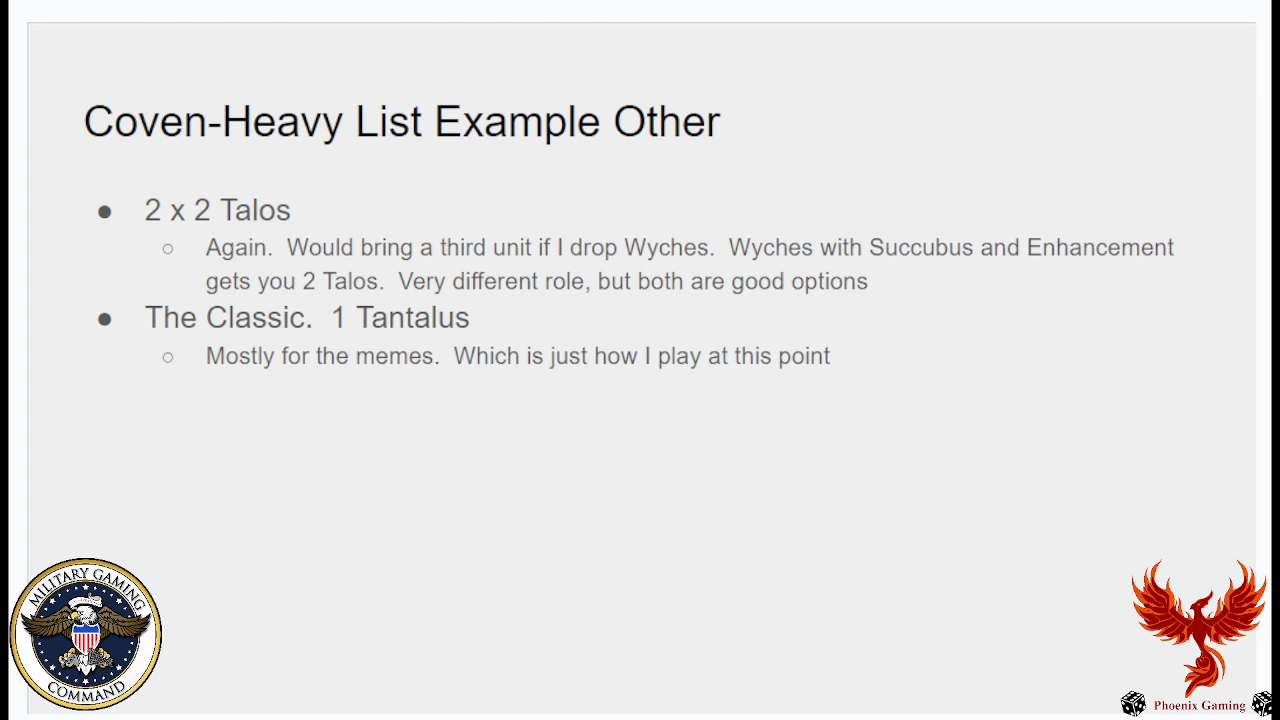 Coven-Heavy List Example Other
● 2 x 2 Talos
○ Again. Would bring a third unit if I drop Wyches. Wyches with Succubus and Enhancement
gets you 2 Talos. Very different role, but both are good options
● The Classic. 1 Tantalus
○ Mostly for the memes. Which is just how I play at this point
MILITARY GAMING
COMMAND
Phoenix Gaming